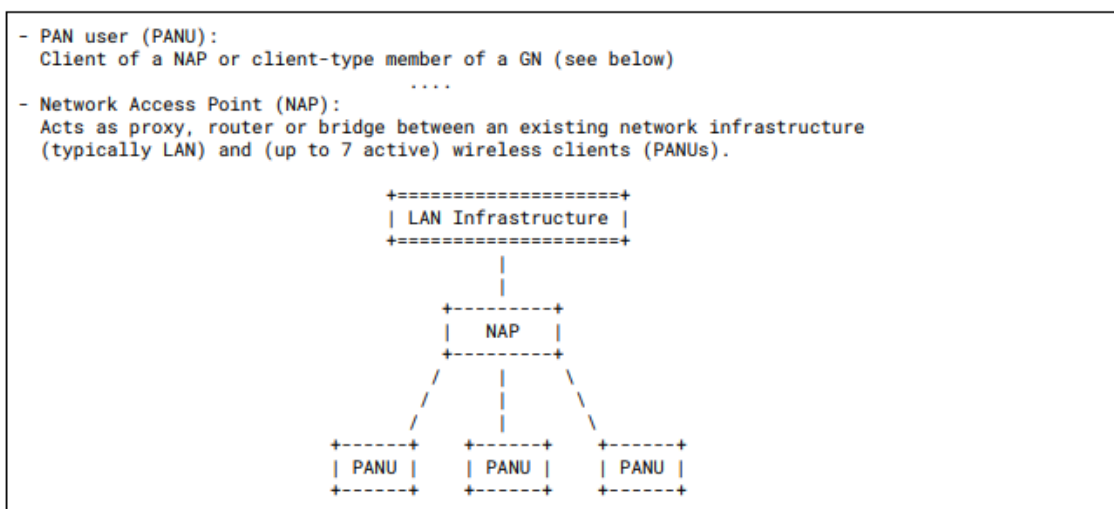 - PAN user (PANU):
Client of a NAP or client-type member of a GN (see below)
....
- Network Access Point (NAP):
Acts as proxy, router or bridge between an existing network infrastructure
(typically LAN) and (up to 7 active) wireless clients (PANUs).
+====================+
| LAN Infrastructure |
+====================+
|
|
+---------+
| NAP |
+---------+
/ | \
/ | \
/ | \
+------+ +------+ +------+
| PANU | | PANU | | PANU |
+------+ +------+ +------+